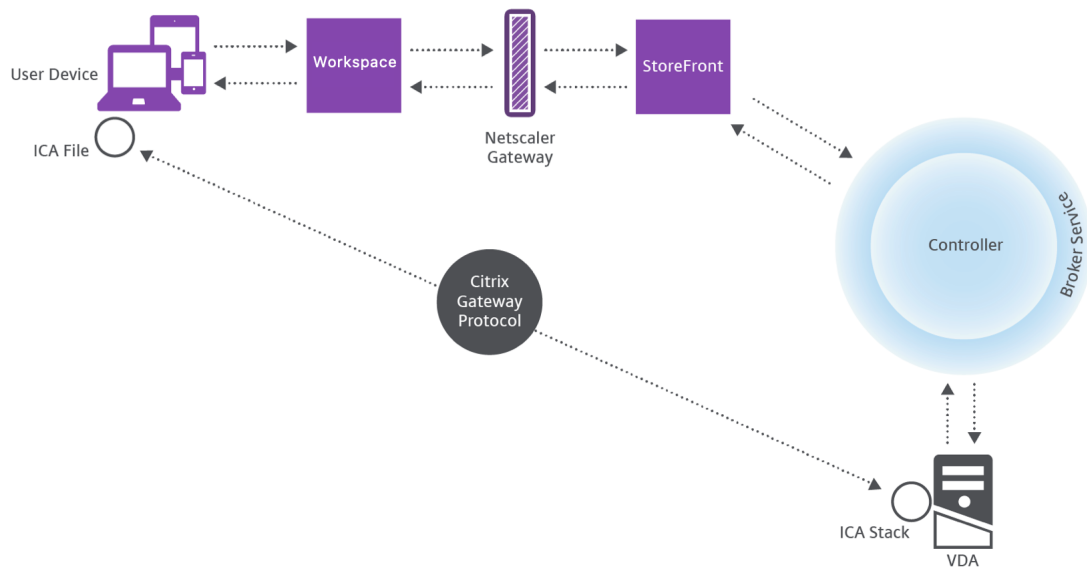 User Device
Workspace
StoreFront
ICA File
Netscaler
Gateway
Broker Service
Controller
Citrix
Gateway
Protocol
ICA Stack
VDA